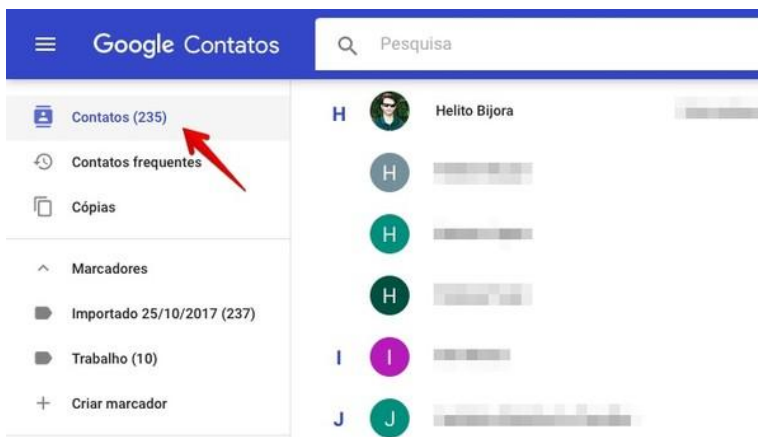 Google Contatos
Pesquisa
Contatos (235)
Contatos frequentes
Cópias
Marcadores
Importado 25/10/2017 (237)
Trabalho (10)
Criar marcador
H
Helito Bijora
H
H
H
I
I
J
J